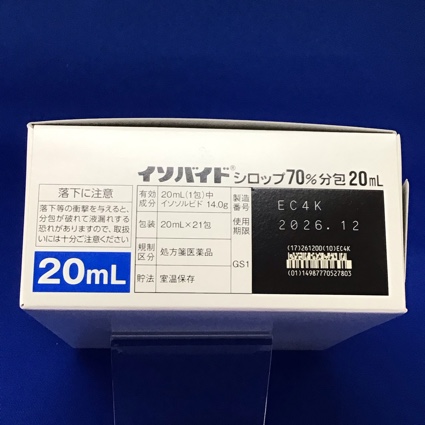 イソバイド®シロップ70%分包20mL
落下に注意
落下等の衝撃を与えると、
分包が破れて液漏れする
恐れがありますので、取扱
いには十分ご注意ください
20mL
有効
成分
20mL(1包)中
イソソルビド 14.0g
包装
20mL×21包
規制
区分
処方箋医薬品
貯法
室温保存
製造
番号
EC4K
使用
期限
2026.12
GS1
(17)261200(10)EC4K
(01)14987770527803